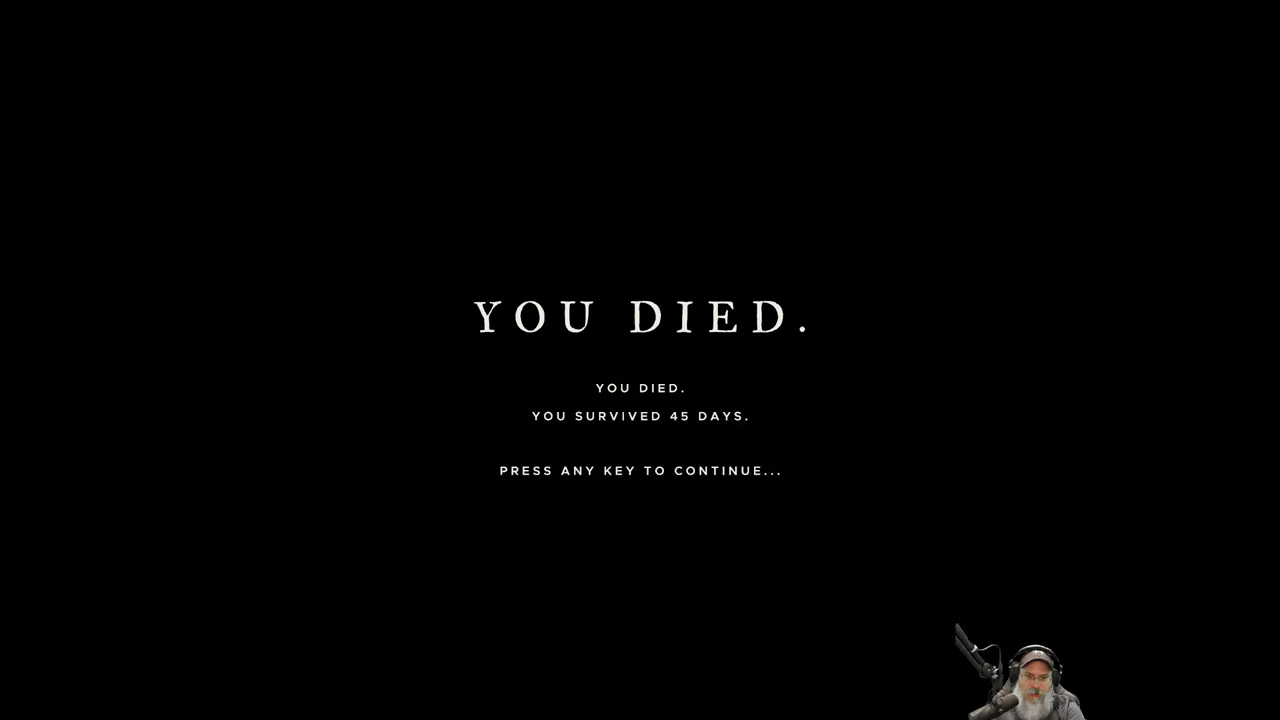 YOU DIED.
YOU DIED.
YOU SURVIVED 45 DAYS.
PRESS ANY KEY TO CONTINUE...